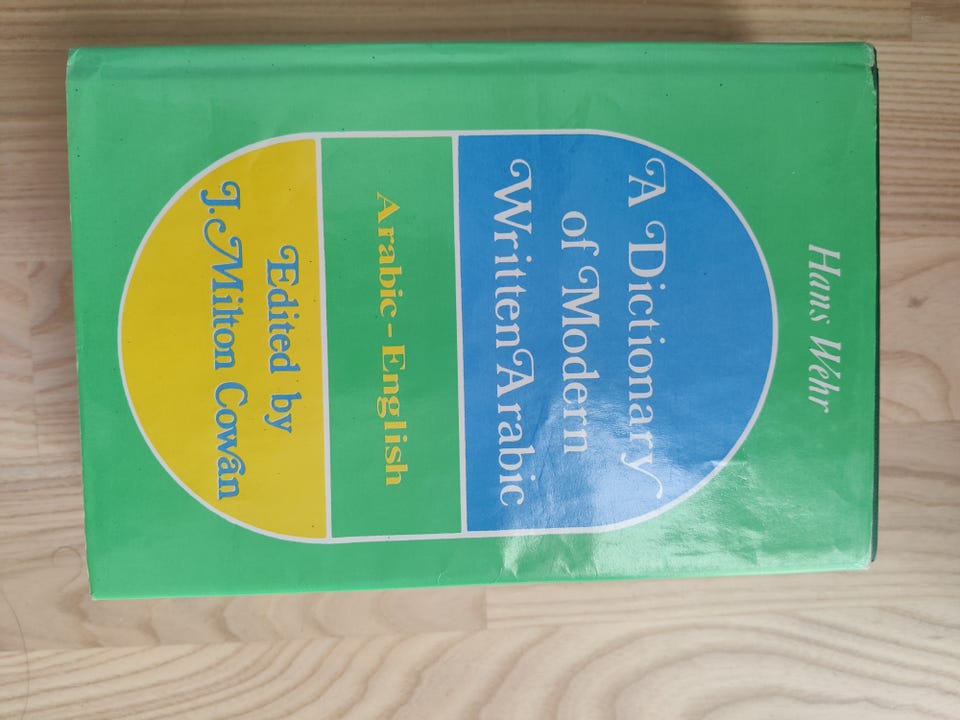 Hans Wehr
A Dictionary
of Modern
Written Arabic
Arabic-English
Edited by
J. Milton Cowan